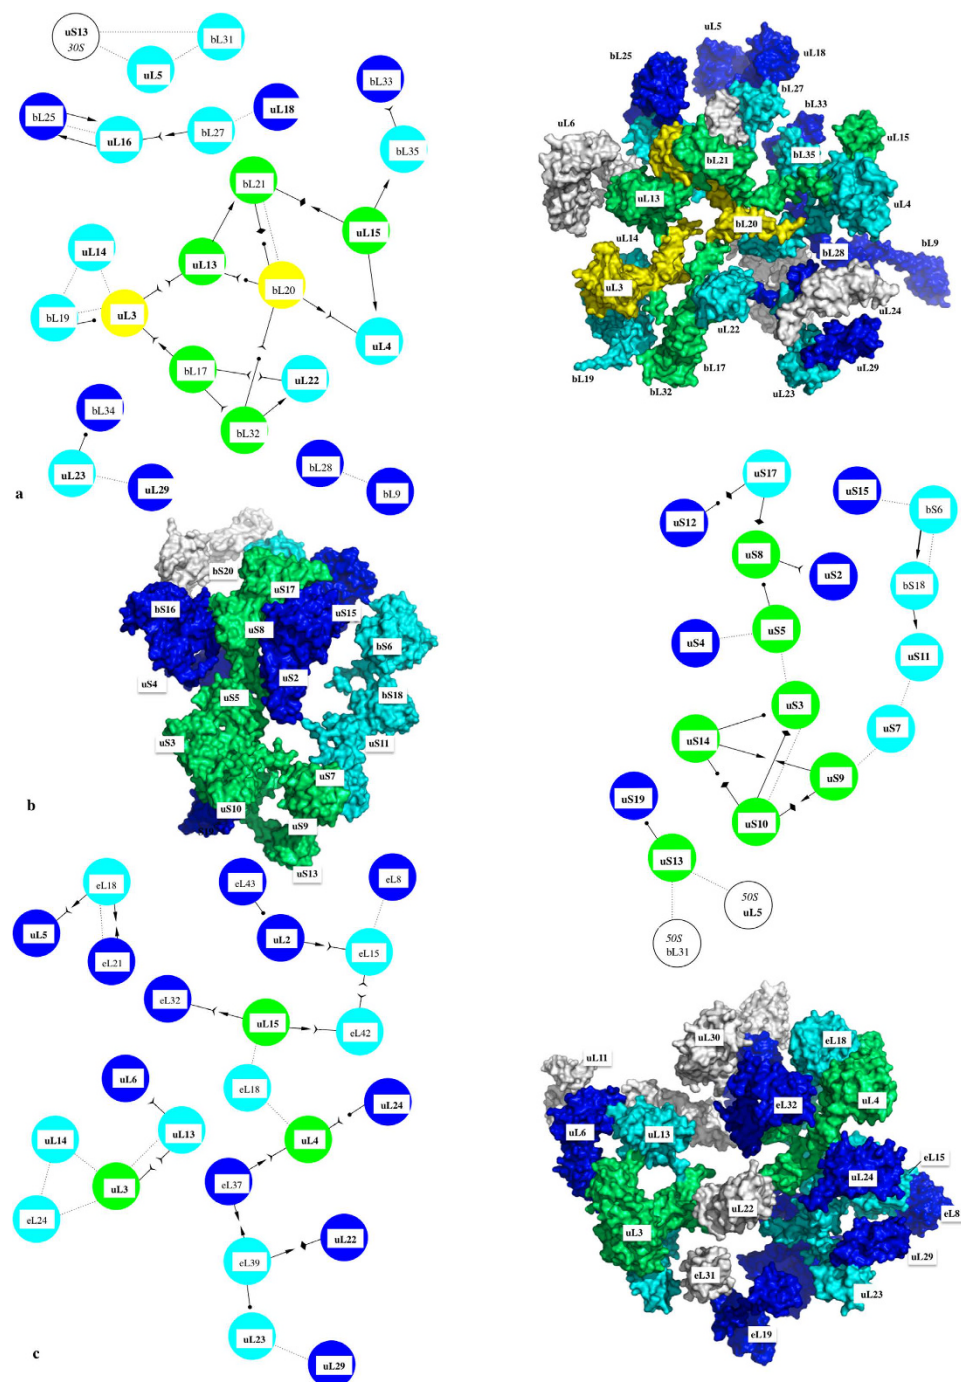 uS13
30S
bL31
uL5
bL33
bL25
uL16
bL27
uL18
bL35
bL21
uL15
uL14
uL13
bL20
bL19
uL3
uL4
bL17
uL22
bL34
bL32
uL23
uL29
bL28
bL9
a
uL5
bL25
uL18
bL27
bL33
uL6
uL15
bL21
bL35
uL13
uL4
bL20
uL14
bL9
bL28
uL3
uL24
uL22
bL19
bL17
uL29
bL32
uL23
bS20
uS17
bS16
uS15
uS8
bS6
uS4
uS2
uS5
bS18
uS3
uS11
uS7
uS10
uS9
uS13
b
uS17
uS15
bS6
uS12
uS8
uS2
bS18
uS5
uS4
uS11
uS3
uS7
uS14
uS9
uS19
uS10
uS13
50S
uL5
50S
bL31
eL18
eL43
eL8
uL5
uL2
eL15
eL21
eL32
uL15
eL42
uL6
eL18
uL24
uL14
uL13
uL4
uL3
eL37
eL24
eL39
uL22
uL23
uL29
c
uL30
eL18
uL11
eL32
uL4
uL6
uL13
eL15
uL24
uL22
eL8
uL3
uL29
eL31
uL23
eL19